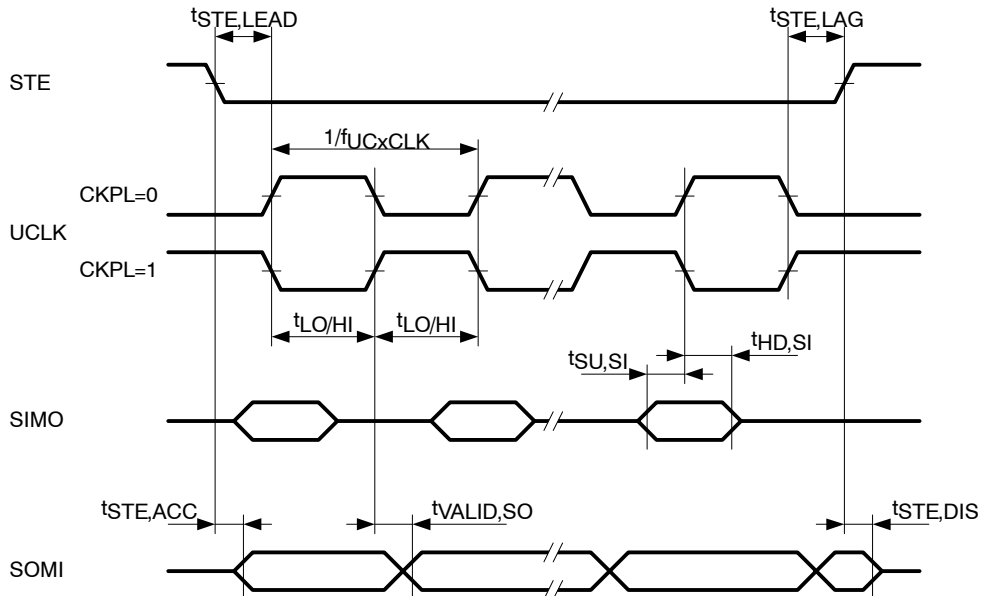 tSTE,LEAD
tSTE,LAG
STE
1/fUCxCLK
CKPL=0
UCLK
CKPL=1
tLO/HI
tLO/HI
tHD,SI
tSU,SI
SIMO
tSTE,ACC
tVALID,SO
tSTE,DIS
SOMI